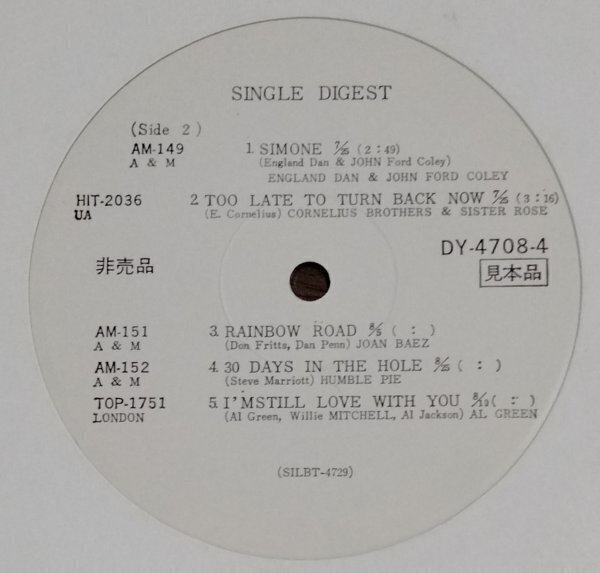 SINGLE DIGEST
(Side 2)
AM-149 1. SIMONE 7/25 (2:49)
A & M (England Dan & JOHN Ford Coley)
ENGLAND DAN & JOHN FORD COLEY
HIT-2036 2 TOO LATE TO TURN BACK NOW 7/25 (3:16)
UA (E. Cornelius) CORNELIUS BROTHERS & SISTER ROSE
DY-4708-4
非売品 見本品
AM-151 3. RAINBOW ROAD 8/5 ( : )
A & M (Don Fritts, Dan Penn) JOAN BAEZ
AM-152 4. 30 DAYS IN THE HOLE 8/25 ( : )
A & M (Steve Marriott) HUMBLE PIE
TOP-1751 5. I'MSTILL LOVE WITH YOU 8/10 ( : )
LONDON (Al Green, Willie MITCHELL, Al Jackson) AL GREEN
(SILBT-4729)